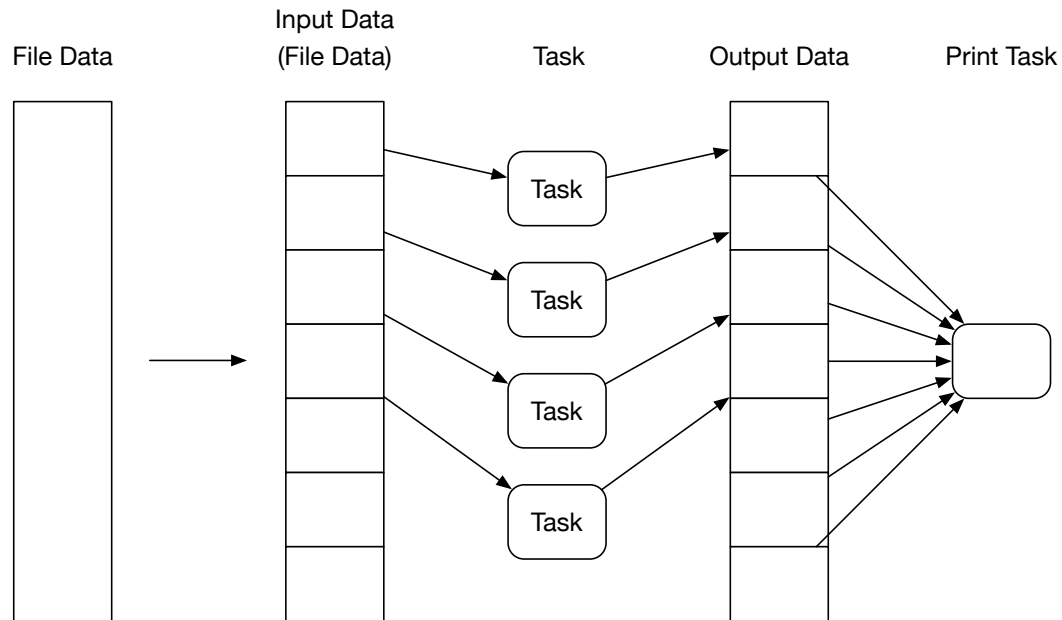 File Data
Input Data
(File Data)
Task
Output Data
Print Task
Task
Task
Task
Task